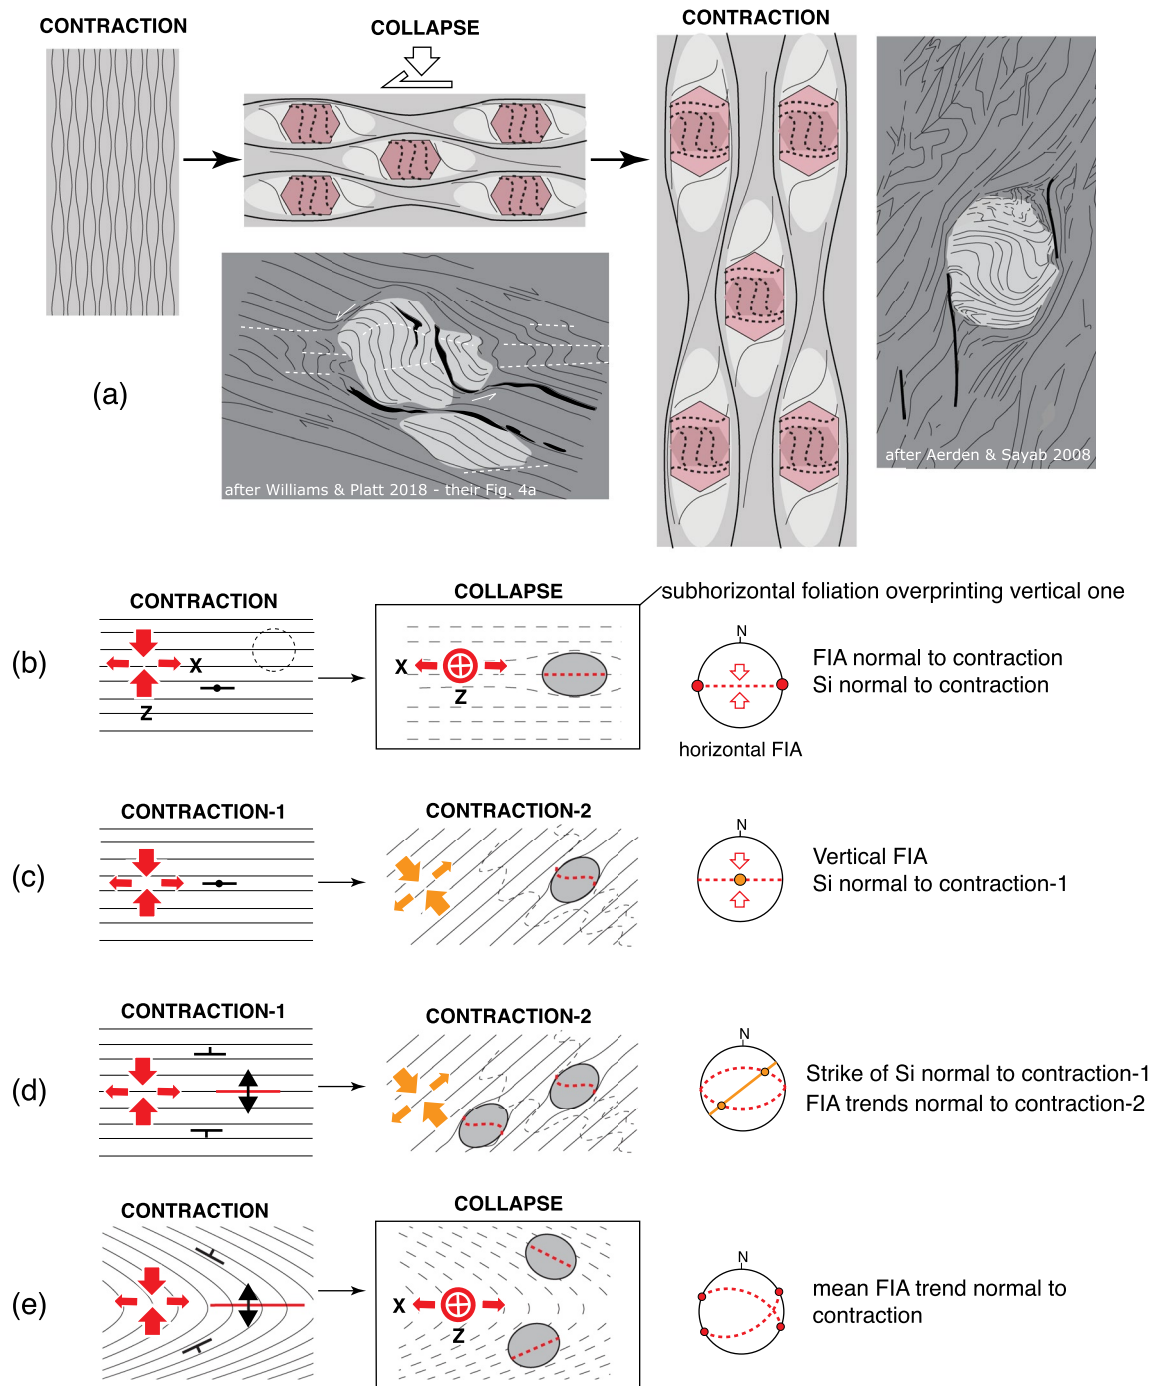 CONTRACTION
COLLAPSE
CONTRACTION
(a)
after Williams & Platt 2018 - their Fig. 4a
after Aerden & Sayab 2008
(b)
CONTRACTION
X
Z
COLLAPSE
X
Z
subhorizontal foliation overprinting vertical one
N
horizontal FIA
FIA normal to contraction
Si normal to contraction
(c)
CONTRACTION-1
CONTRACTION-2
N
Vertical FIA
Si normal to contraction-1
(d)
CONTRACTION-1
CONTRACTION-2
N
Strike of Si normal to contraction-1
FIA trends normal to contraction-2
(e)
CONTRACTION
COLLAPSE
X
Z
N
mean FIA trend normal to
contraction